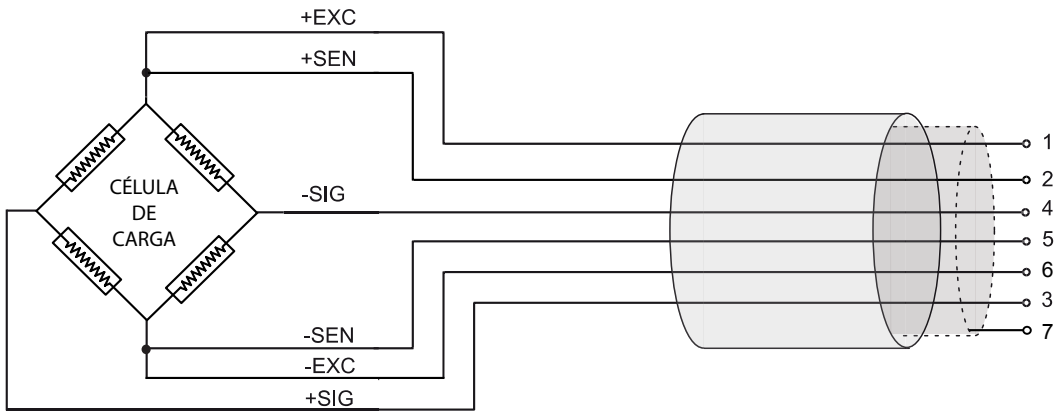 +EXC
+SEN
1
2
CÉLULA
DE
CARGA
-SIG
4
5
6
3
-SEN
7
-EXC
+SIG